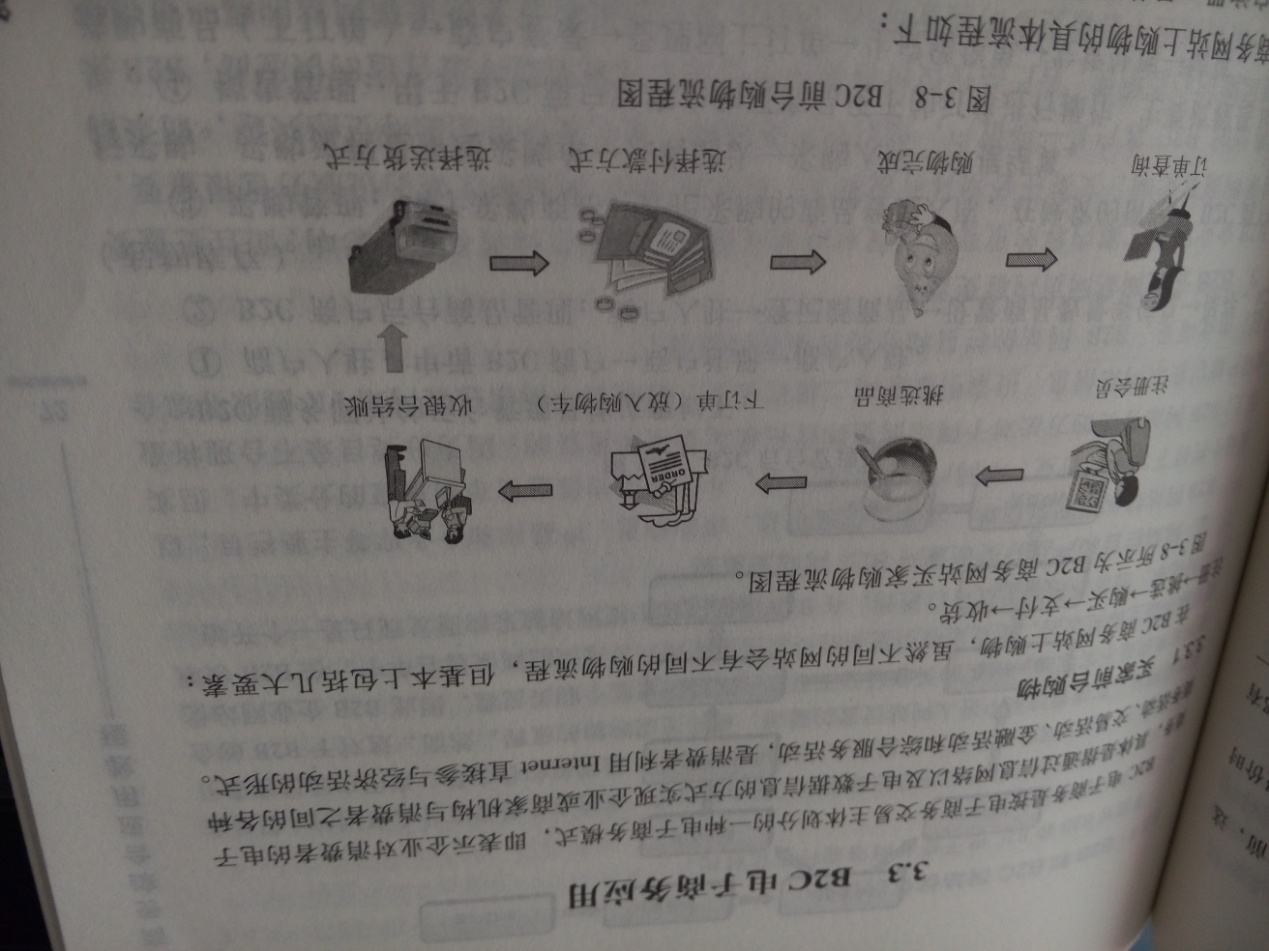 3.3 B2C电子商务应用
B2C电子商务是按电子商务交易主体划分的一种电子商务模式，即表示企业对消费者的电子
商务，具体是指通过信息网络以及电子数据信息的方式实现企业或商家机构与消费者之间的各种
商务活动、交易活动、金融活动和综合服务活动，是消费者利用 Internet 直接参与经济活动的形式。
3.3.1 买家前台购物
在 B2C 商务网站上购物，虽然不同的网站会有不同的购物流程，但基本上包括几大要素：
注册→挑选→购买→支付→收货。
图 3-8 所示为 B2C 商务网站买家购物流程图。
ORDER
注册会员 挑选商品 下订单（放入购物车） 收银台结账
订单查询 购物完成 选择付款方式 选择送货方式
图 3-8 B2C 前台购物流程图
商务网站上购物的具体流程如下：
72